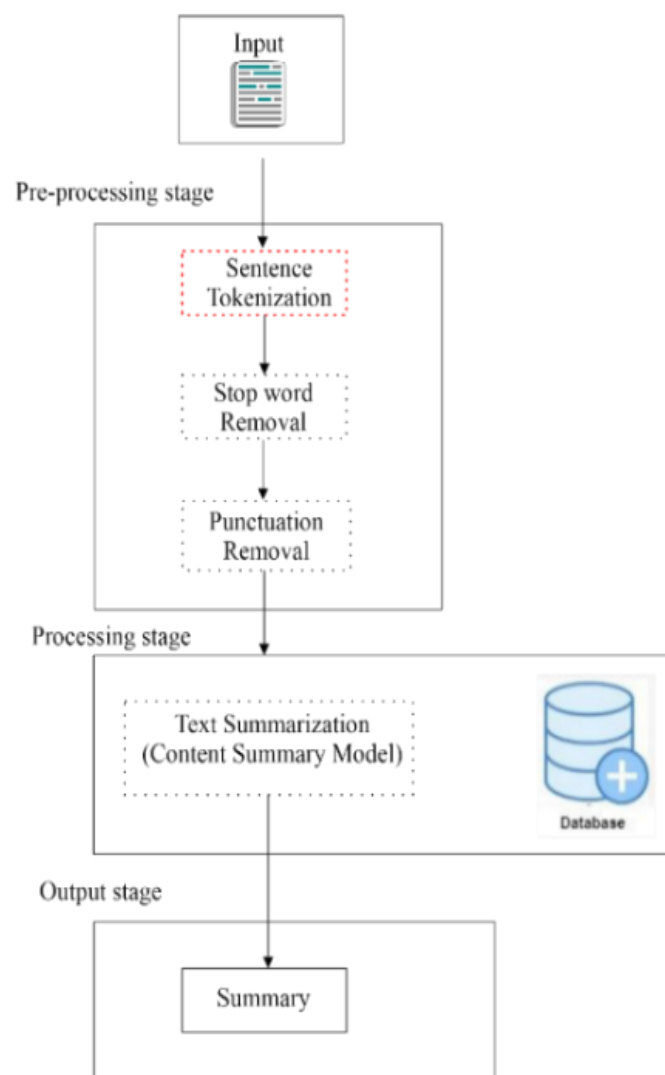 Input
Pre-processing stage
Sentence
Tokenization
Stop word
Removal
Punctuation
Removal
Processing stage
Text Summarization
(Content Summary Model)
Database
Output stage
Summary